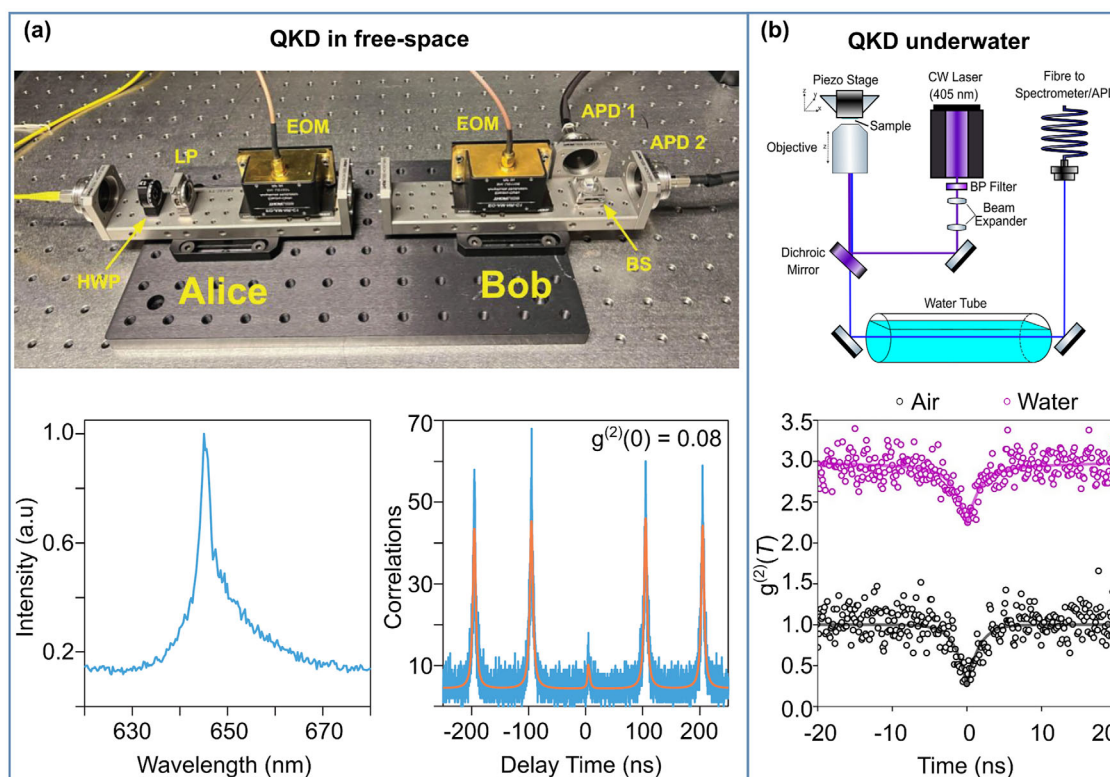 (a)
QKD in free-space
EOM
EOM
APD 1
APD 2
LP
HWP
Alice
Bob
BS
1.0
0.6
0.2
Intensity (a.u)
630
650
670
Wavelength (nm)
70
50
30
10
Correlations
g(2)(0) = 0.08
-200
-100
0
100
200
Delay Time (ns)
(b)
QKD underwater
Piezo Stage
z
y
x
Sample
Objective
z
CW Laser
(405 nm)
Fibre to
Spectrometer/API
BP Filter
Beam
Expander
Dichroic
Mirror
Water Tube
Air
Water
3.5
3.0
2.5
2.0
1.5
1.0
0.5
0.0
g(2)(T)
-20
-10
0
10
20
Time (ns)